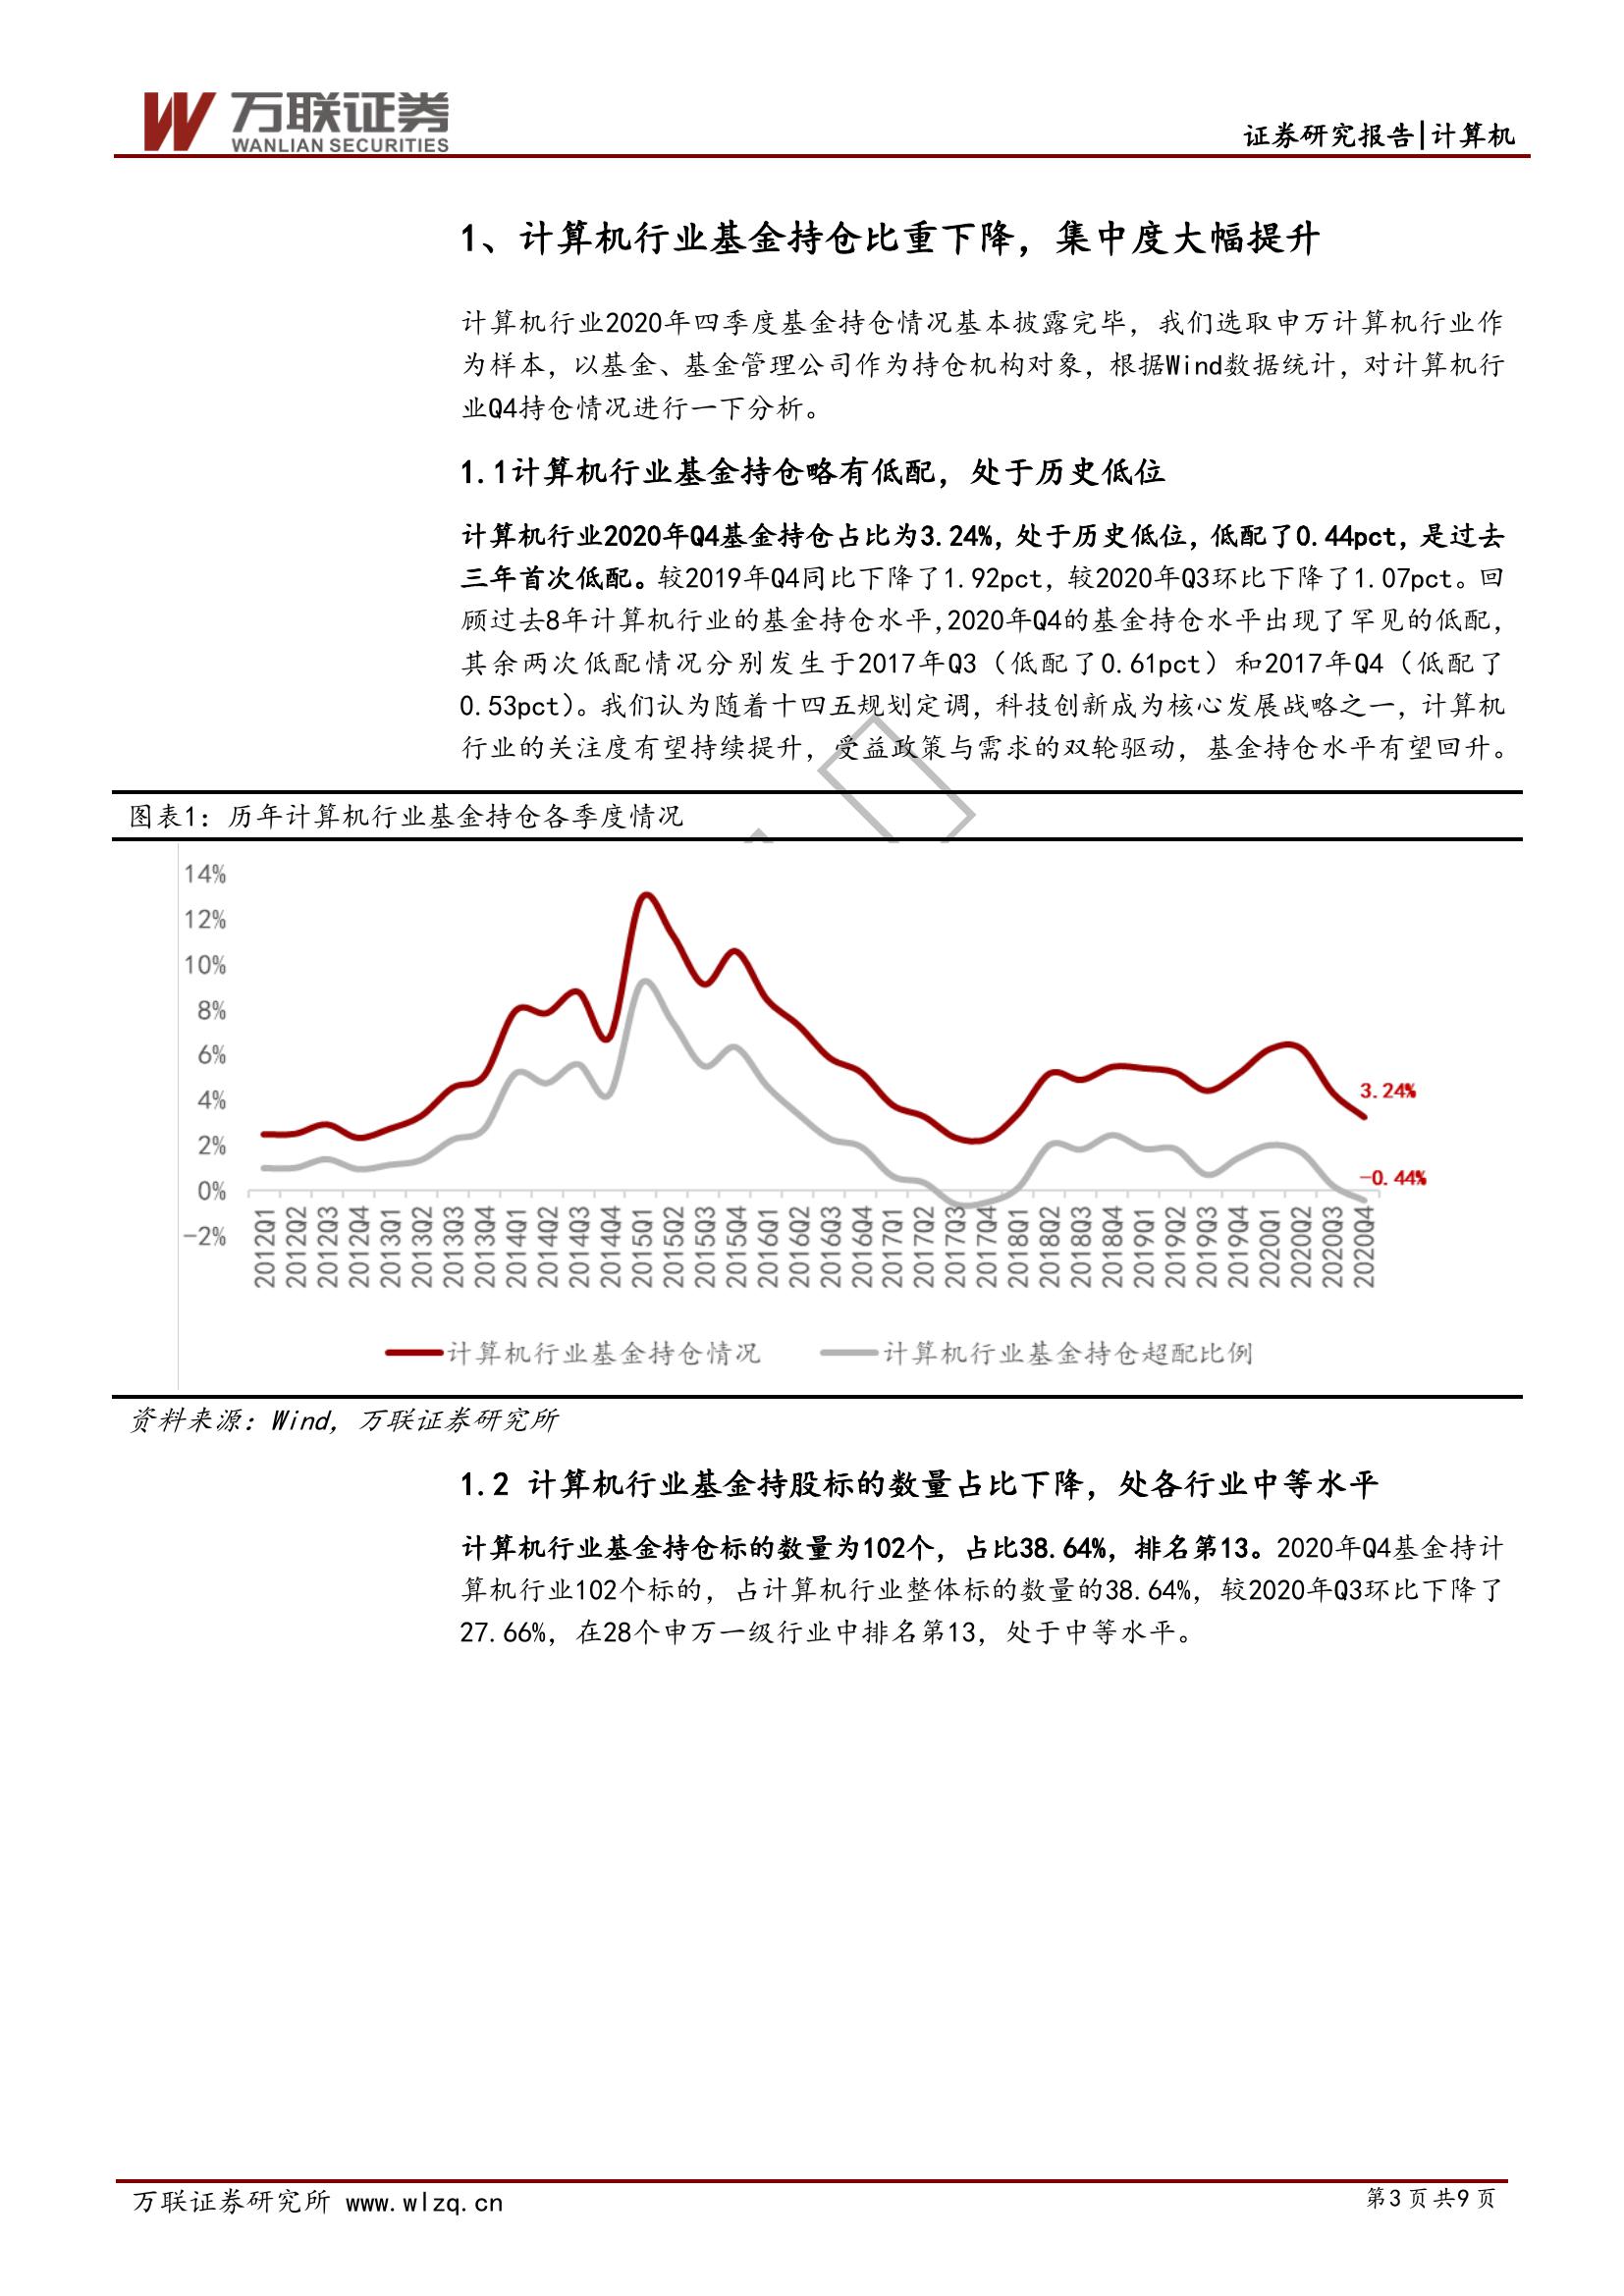 万联证券
WANLIAN SECURITIES
证券研究报告|计算机
1、计算机行业基金持仓比重下降，集中度大幅提升
计算机行业2020年四季度基金持仓情况基本披露完毕，我们选取申万计算机行业作
为样本，以基金、基金管理公司作为持仓机构对象，根据Wind数据统计，对计算机行
业Q4持仓情况进行一下分析。
1.1计算机行业基金持仓略有低配，处于历史低位
计算机行业2020年Q4基金持仓占比为3.24%，处于历史低位，低配了0.44pct，是过去
三年首次低配。较2019年Q4同比下降了1.92pct，较2020年Q3环比下降了1.07pct。回
顾过去8年计算机行业的基金持仓水平，2020年Q4的基金持仓水平出现了罕见的低配，
其余两次低配情况分别发生于2017年Q3（低配了0.61pct）和2017年Q4（低配了
0.53pct）。我们认为随着十四五规划定调，科技创新成为核心发展战略之一，计算机
行业的关注度有望持续提升，受益政策与需求的双轮驱动，基金持仓水平有望回升。
图表1：历年计算机行业基金持仓各季度情况
14%
12%
10%
8%
6%
4%
2%
0%
-2%
3.24%
-0.44%
2012Q1
2012Q2
2012Q3
2012Q4
2013Q1
2013Q2
2013Q3
2013Q4
2014Q1
2014Q2
2014Q3
2014Q4
2015Q1
2015Q2
2015Q3
2015Q4
2016Q1
2016Q2
2016Q3
2016Q4
2017Q1
2017Q2
2017Q3
2017Q4
2018Q1
2018Q2
2018Q3
2018Q4
2019Q1
2019Q2
2019Q3
2019Q4
2020Q1
2020Q2
2020Q3
2020Q4
计算机行业基金持仓情况
计算机行业基金持仓超配比例
资料来源：Wind，万联证券研究所
1.2 计算机行业基金持股标的数量占比下降，处各行业中等水平
计算机行业基金持仓标的数量为102个，占比38.64%，排名第13。2020年Q4基金持计
算机行业102个标的，占计算机行业整体标的数量的38.64%，较2020年Q3环比下降了
27.66%，在28个申万一级行业中排名第13，处于中等水平。
万联证券研究所 www.wlzq.cn
第3页共9页